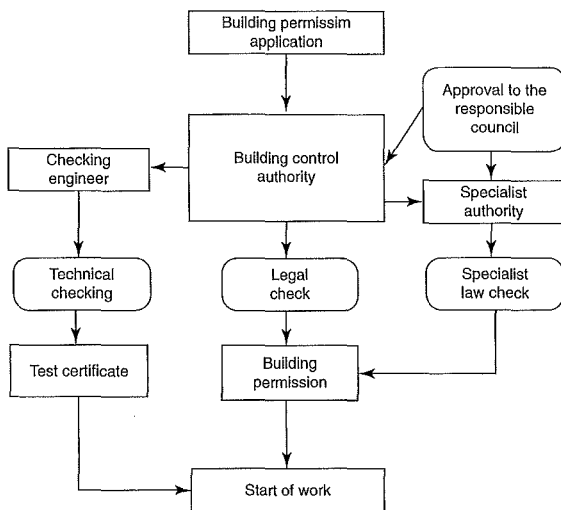 Building permissim
application
Approval to the
responsible
council
Checking
engineer
Building control
authority
Specialist
authority
Technical
checking
Legal
check
Specialist
law check
Test certificate
Building
permission
Start of work